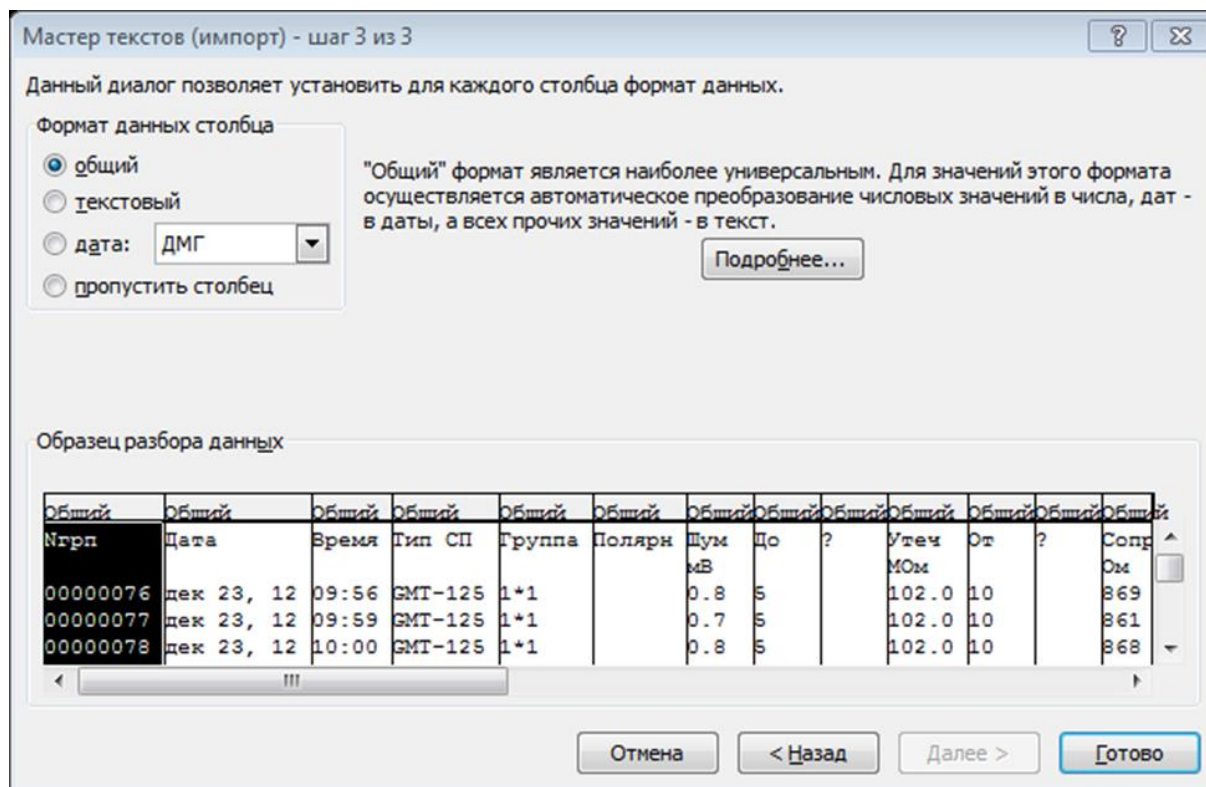 Мастер текстов (импорт) - шаг 3 из 3
Данный диалог позволяет установить для каждого столбца формат данных.
Формат данных столбца
общий
текстовый
дата: ДМГ
пропустить столбец
"Общий" формат является наиболее универсальным. Для значений этого формата
осуществляется автоматическое преобразование числовых значений в числа, дат -
в даты, а всех прочих значений - в текст.
Подробнее...
Образец разбора данных
Общий Общий Общий Общий Общий Общий Общий Общий Общий Общий Общий Общий Общий
Nгрп Дата Время Тип СП Группа Полярн Шум До ? Утеч От ? Сопр
мВ МОм Ом
00000076 дек 23, 12 09:56 GMT-125 1*1 0.8 5 102.0 10 869
00000077 дек 23, 12 09:59 GMT-125 1*1 0.7 5 102.0 10 861
00000078 дек 23, 12 10:00 GMT-125 1*1 0.8 5 102.0 10 868
Отмена < Назад Далее > Готово